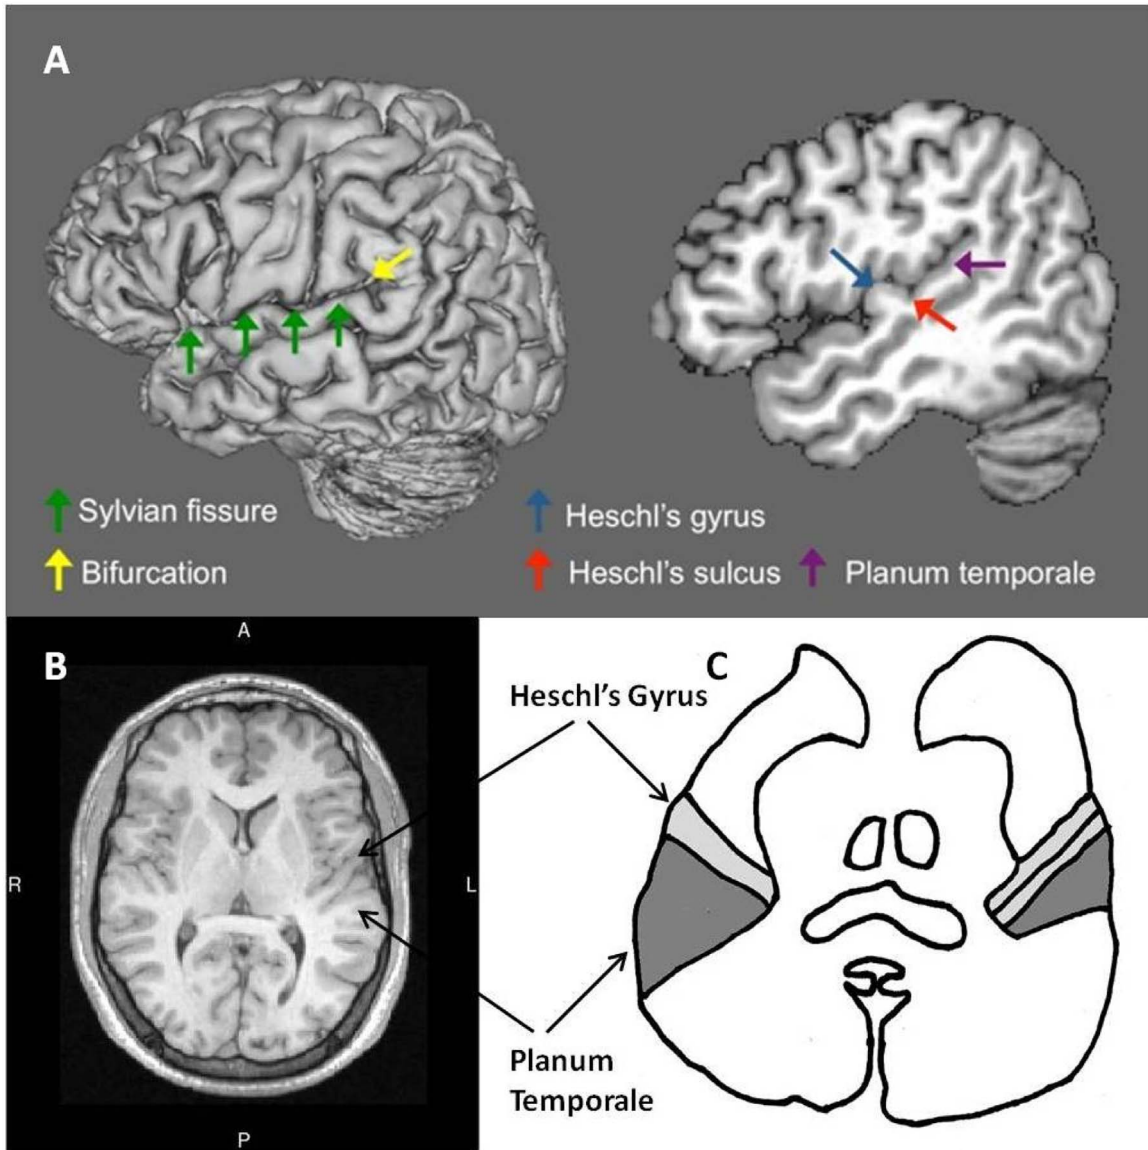 A
Sylvian fissure
Bifurcation
Heschl's gyrus
Heschl's sulcus
Planum temporale
B
A
R
L
P
C
Heschl's Gyrus
Planum
Temporale